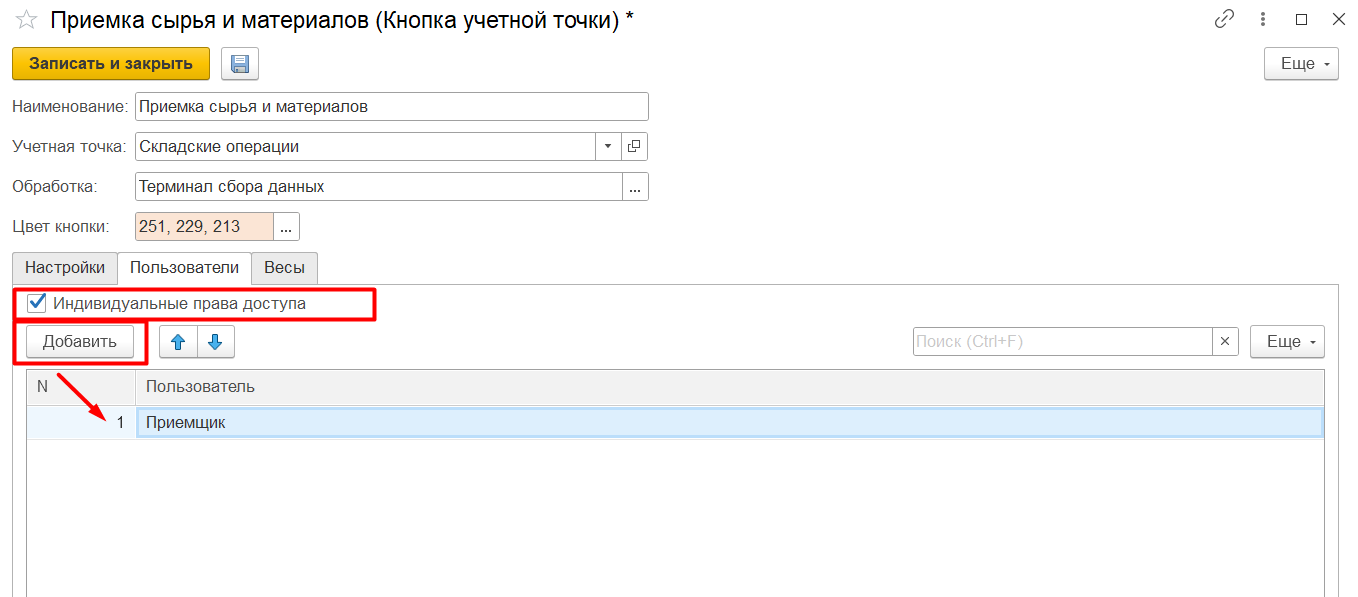 Приемка сырья и материалов (Кнопка учетной точки) *
Записать и закрыть
Еще
Наименование: Приемка сырья и материалов
Учетная точка: Складские операции
Обработка: Терминал сбора данных ...
Цвет кнопки: 251, 229, 213 ...
Настройки Пользователи Весы
Индивидуальные права доступа
Добавить Поиск (Ctrl+F) × Еще
N Пользователь
1 Приемщик